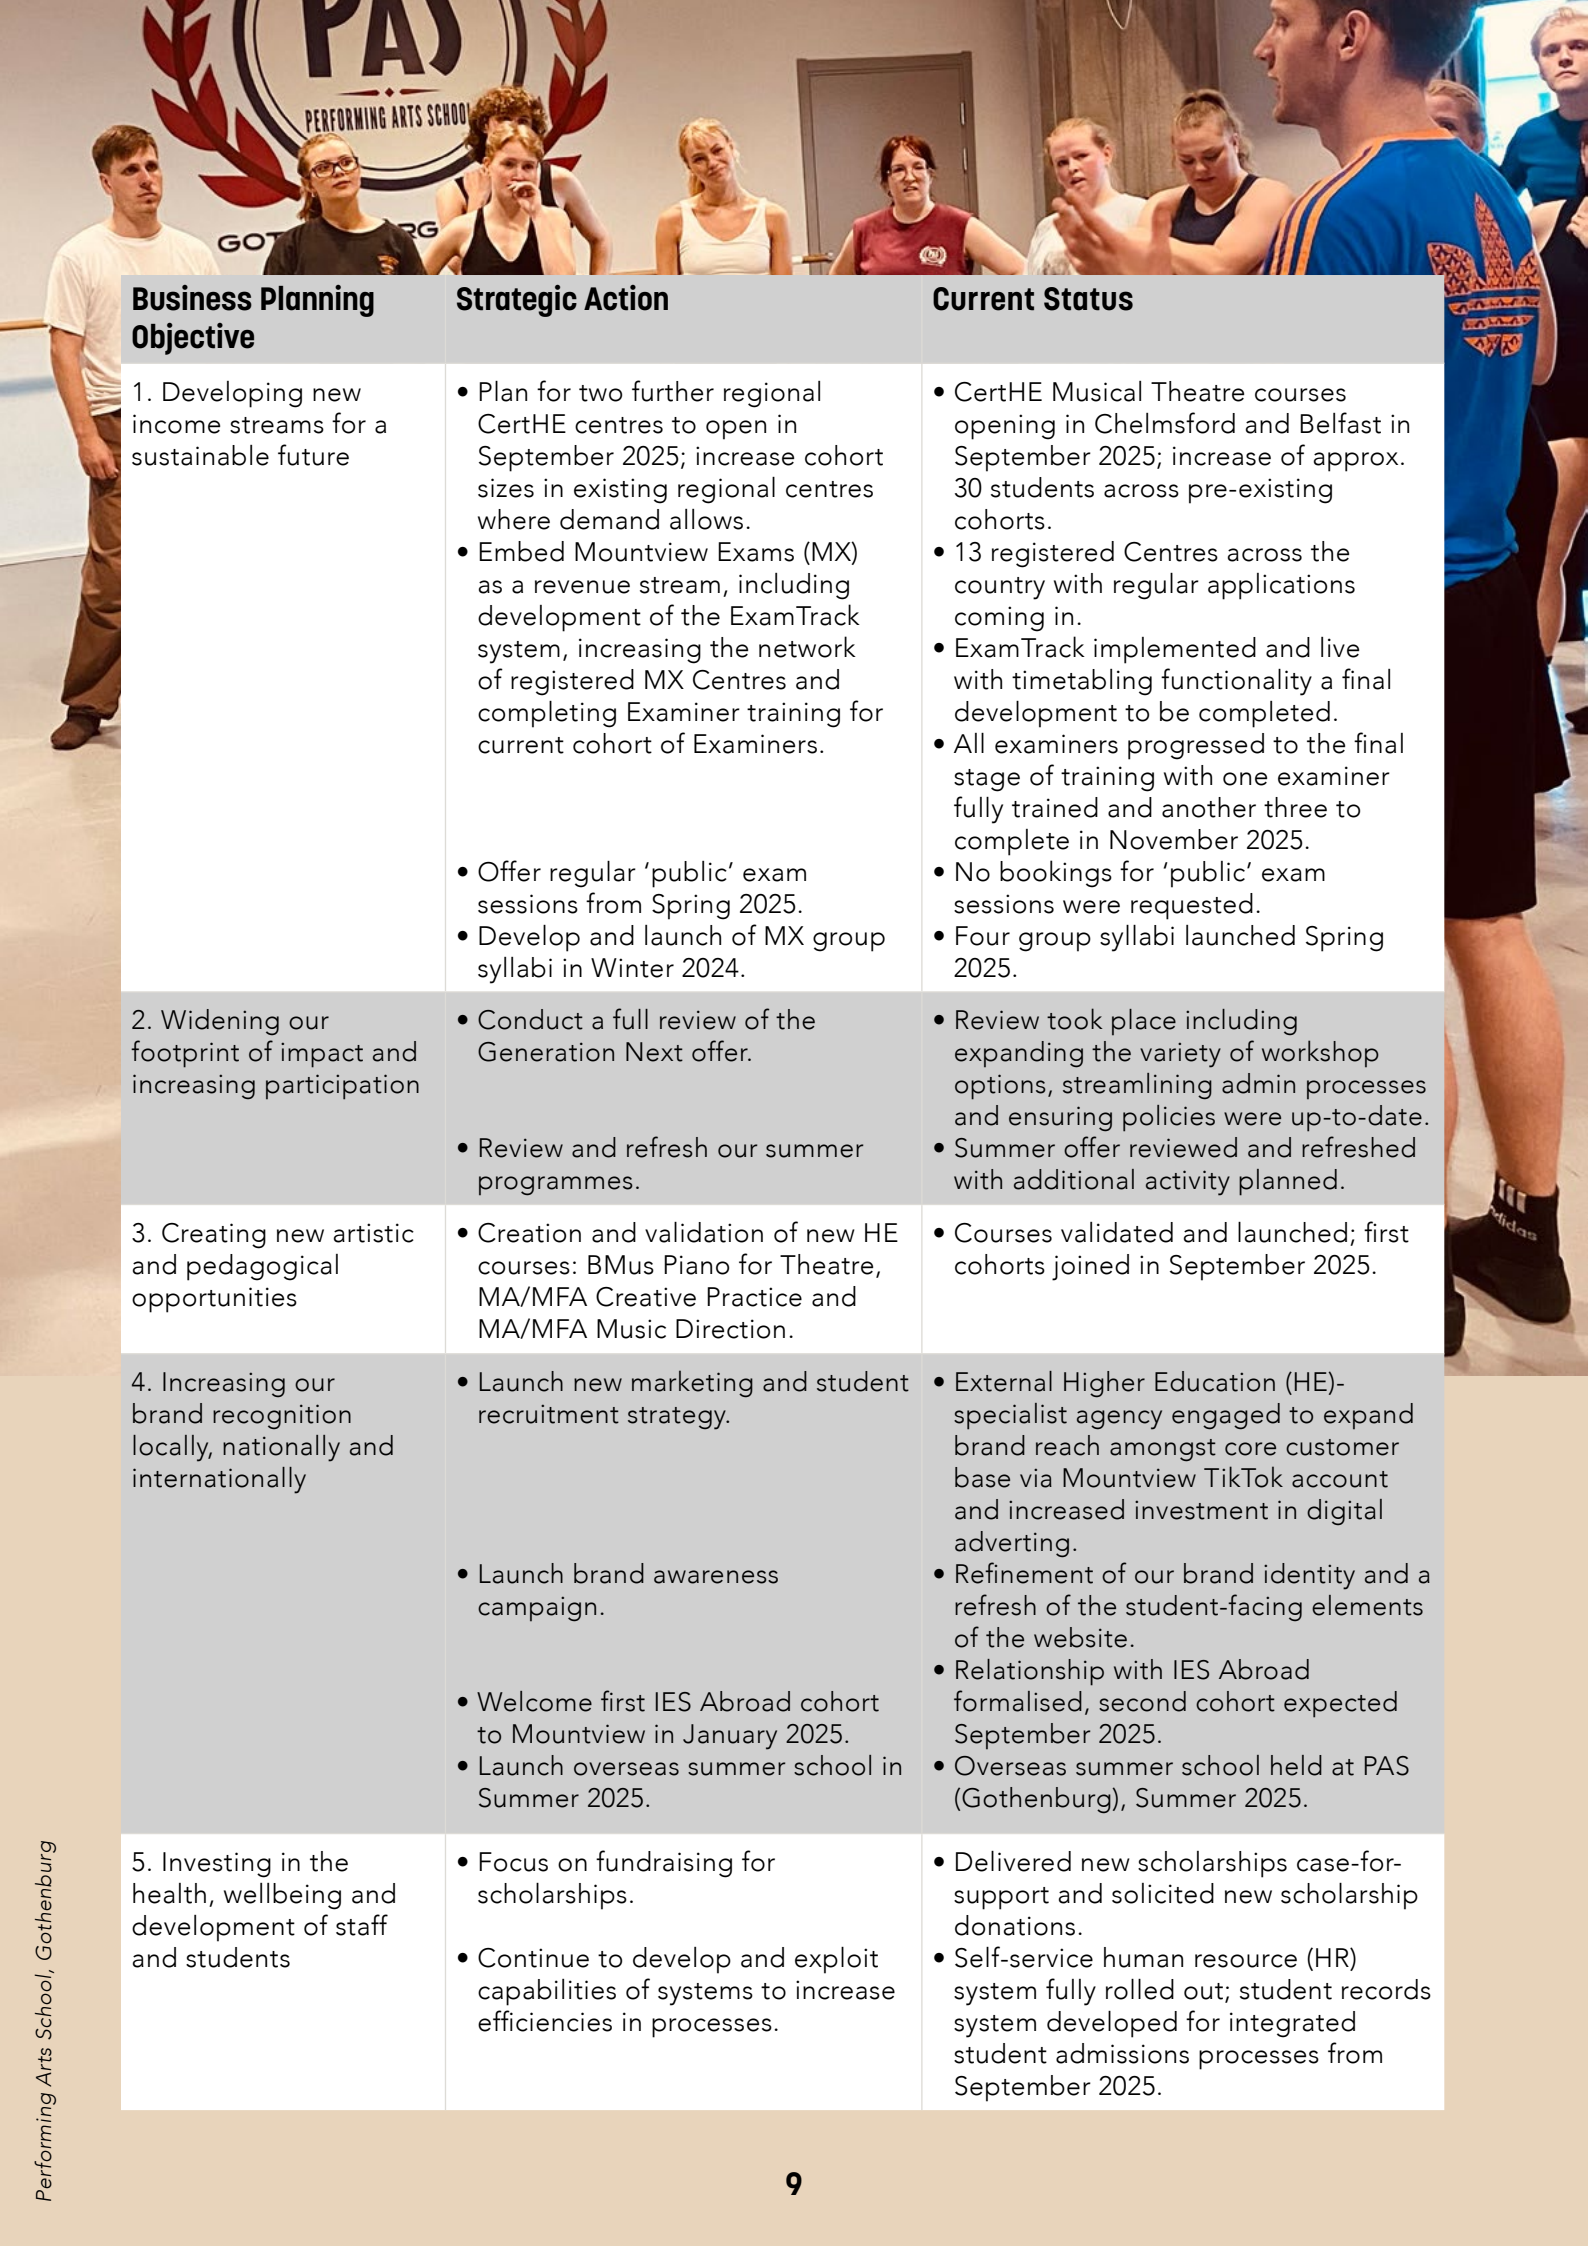 PAS
PERFORMING ARTS SCHOOL
Business Planning
Objective
Strategic Action
Current Status
1. Developing new
income streams for a
sustainable future
• Plan for two further regional
CertHE centres to open in
September 2025; increase cohort
sizes in existing regional centres
where demand allows.
• Embed Mountview Exams (MX)
as a revenue stream, including
development of the ExamTrack
system, increasing the network
of registered MX Centres and
completing Examiner training for
current cohort of Examiners.
• Offer regular ‘public’ exam
sessions from Spring 2025.
• Develop and launch of MX group
syllabi in Winter 2024.
• CertHE Musical Theatre courses
opening in Chelmsford and Belfast in
September 2025; increase of approx.
30 students across pre-existing
cohorts.
• 13 registered Centres across the
country with regular applications
coming in.
• ExamTrack implemented and live
with timetabling functionality a final
development to be completed.
• All examiners progressed to the final
stage of training with one examiner
fully trained and another three to
complete in November 2025.
• No bookings for ‘public’ exam
sessions were requested.
• Four group syllabi launched Spring
2025.
2. Widening our
footprint of impact and
increasing participation
• Conduct a full review of the
Generation Next offer.
• Review and refresh our summer
programmes.
• Review took place including
expanding the variety of workshop
options, streamlining admin processes
and ensuring policies were up-to-date.
• Summer offer reviewed and refreshed
with additional activity planned.
3. Creating new artistic
and pedagogical
opportunities
• Creation and validation of new HE
courses: BMus Piano for Theatre,
MA/MFA Creative Practice and
MA/MFA Music Direction.
• Courses validated and launched; first
cohorts joined in September 2025.
4. Increasing our
brand recognition
locally, nationally and
internationally
• Launch new marketing and student
recruitment strategy.
• Launch brand awareness
campaign.
• Welcome first IES Abroad cohort
to Mountview in January 2025.
• Launch overseas summer school in
Summer 2025.
• External Higher Education (HE)-
specialist agency engaged to expand
brand reach amongst core customer
base via Mountview TikTok account
and increased investment in digital
adverting.
• Refinement of our brand identity and a
refresh of the student-facing elements
of the website.
• Relationship with IES Abroad
formalised, second cohort expected
September 2025.
• Overseas summer school held at PAS
(Gothenburg), Summer 2025.
5. Investing in the
health, wellbeing and
development of staff
and students
• Focus on fundraising for
scholarships.
• Continue to develop and exploit
capabilities of systems to increase
efficiencies in processes.
• Delivered new scholarships case-for-
support and solicited new scholarship
donations.
• Self-service human resource (HR)
system fully rolled out; student records
system developed for integrated
student admissions processes from
September 2025.
adidas
Performing Arts School, Gothenburg
9